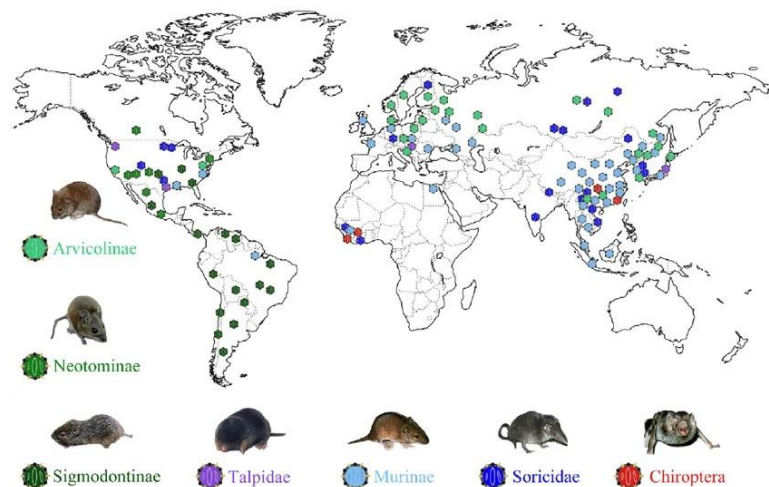 Arvicolinae
Neotominae
Sigmodontinae
Talpidae
Murinae
Soricidae
Chiroptera